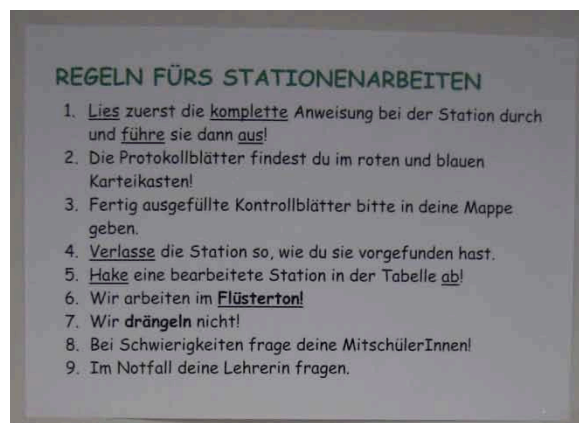 REGELN FÜRS STATIONENARBEITEN
1. Lies zuerst die komplette Anweisung bei der Station durch
und führe sie dann aus!
2. Die Protokollblätter findest du im roten und blauen
Karteikasten!
3. Fertig ausgefüllte Kontrollblätter bitte in deine Mappe
geben.
4. Verlasse die Station so, wie du sie vorgefunden hast.
5. Hake eine bearbeitete Station in der Tabelle ab!
6. Wir arbeiten im Flüsterton!
7. Wir drängeln nicht!
8. Bei Schwierigkeiten frage deine MitschülerInnen!
9. Im Notfall deine Lehrerin fragen.